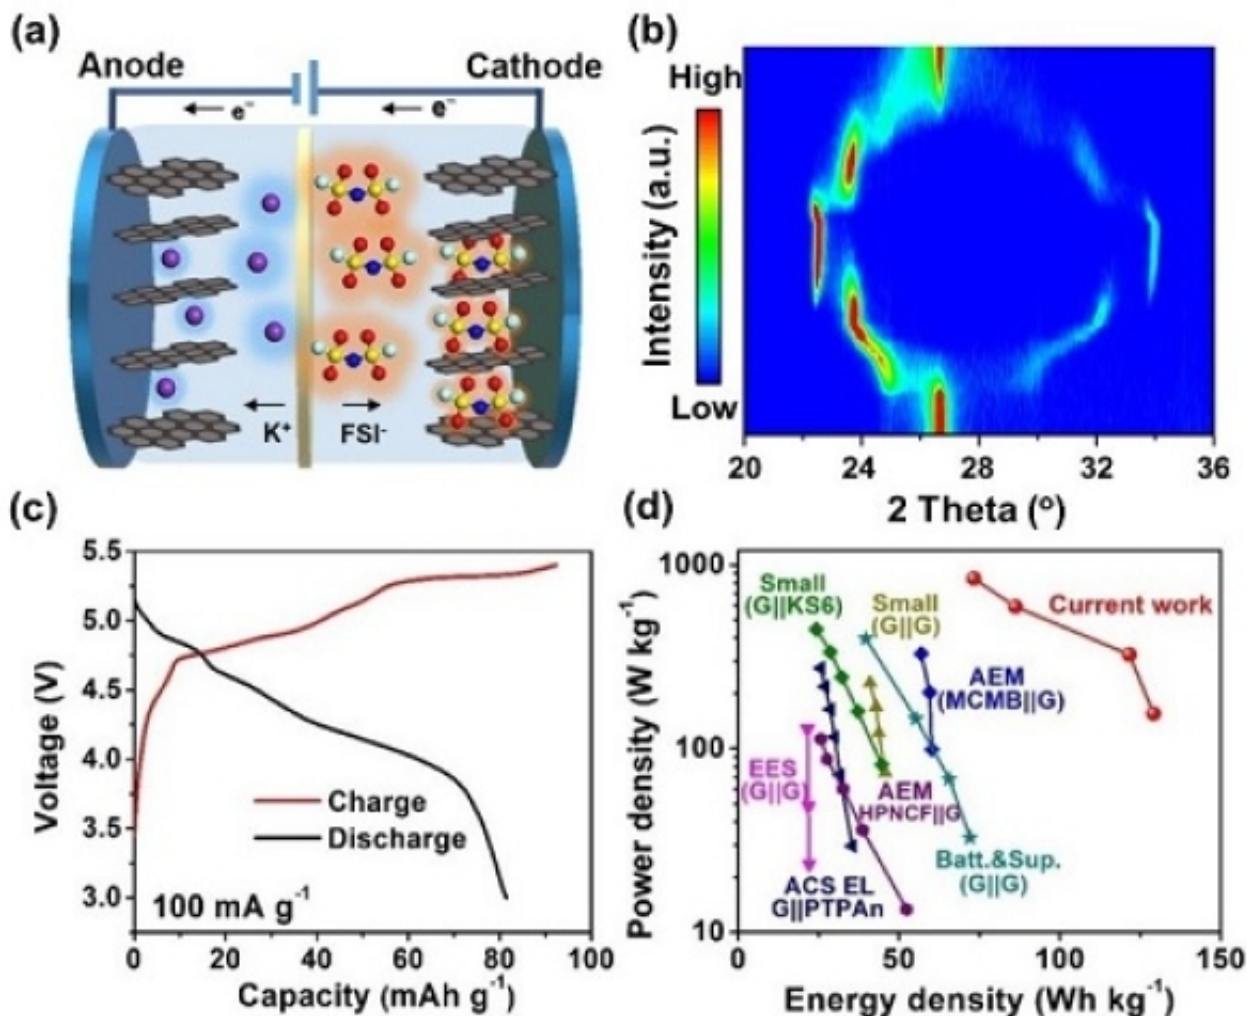 (a)
Anode
Cathode
e⁻
e⁻
K⁺
FSI⁻
(b)
High
Intensity (a.u.)
Low
20
24
28
32
36
2 Theta (°)
(c)
5.5
5.0
4.5
4.0
3.5
3.0
Voltage (V)
Charge
Discharge
100 mA g⁻¹
0
20
40
60
80
100
Capacity (mAh g⁻¹)
(d)
1000
100
10
Power density (W kg⁻¹)
Small
(G||KS6)
Small
(G||G)
Current work
AEM
(MCMB||G)
EES
(G||G)
AEM
HPNCF||G
Batt.&Sup.
(G||G)
ACS EL
G||PTPAn
0
50
100
150
Energy density (Wh kg⁻¹)